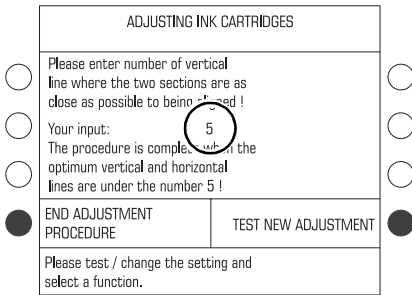 ADJUSTING INK CARTRIDGES
Please enter number of vertical
line where the two sections are as
close as possible to being aligned !
Your input: 5
The procedure is complete when the
optimum vertical and horizontal
lines are under the number 5 !
END ADJUSTMENT
PROCEDURE
TEST NEW ADJUSTMENT
Please test / change the setting and
select a function.